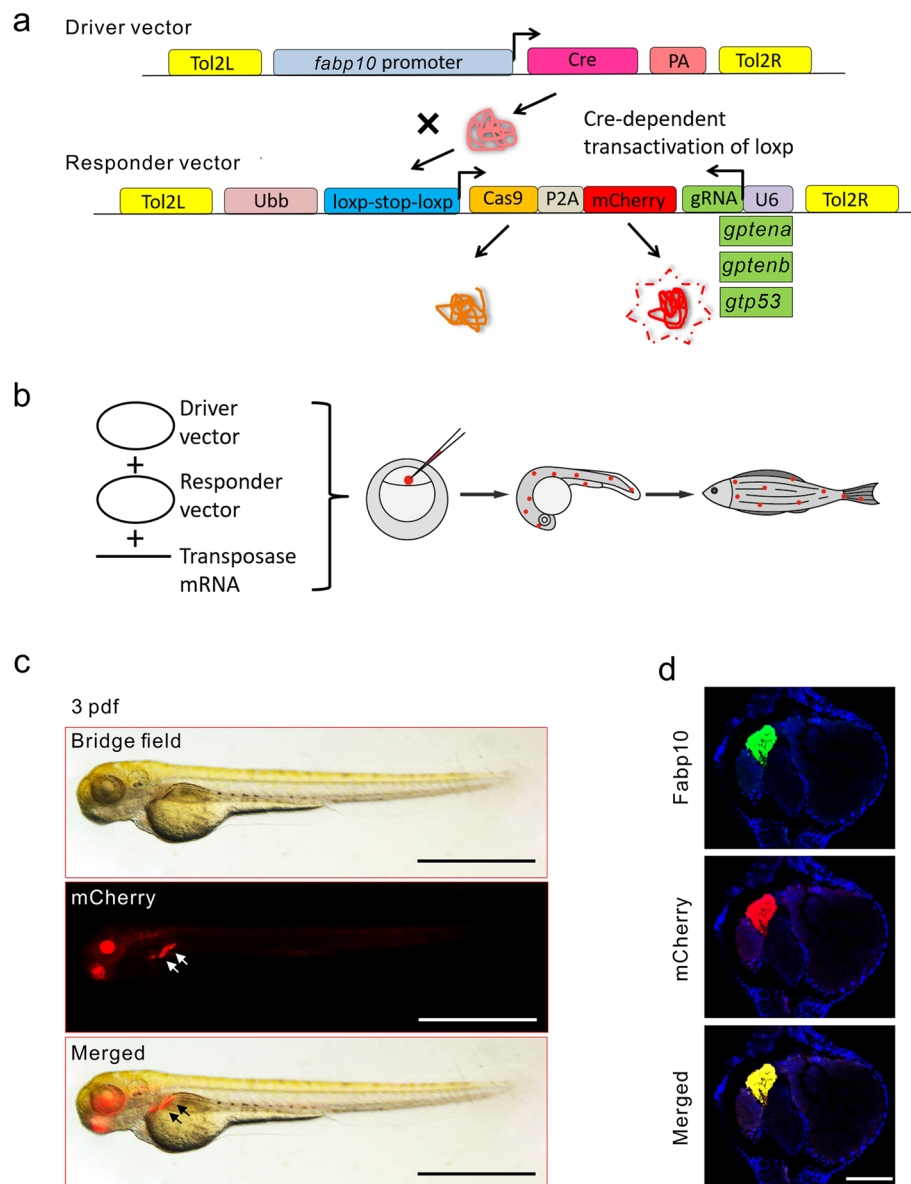 a
Driver vector
Tol2L
fabp10 promoter
Cre
PA
Tol2R
Cre-dependent
transactivation of loxp
Responder vector
Tol2L
Ubb
loxp-stop-loxp
Cas9
P2A
mCherry
gRNA
U6
Tol2R
gptena
gptenb
gtp53
b
Driver
vector
+
Responder
vector
+
Transposase
mRNA
c
3 pdf
Bridge field
mCherry
Merged
d
Fabp10
mCherry
Merged